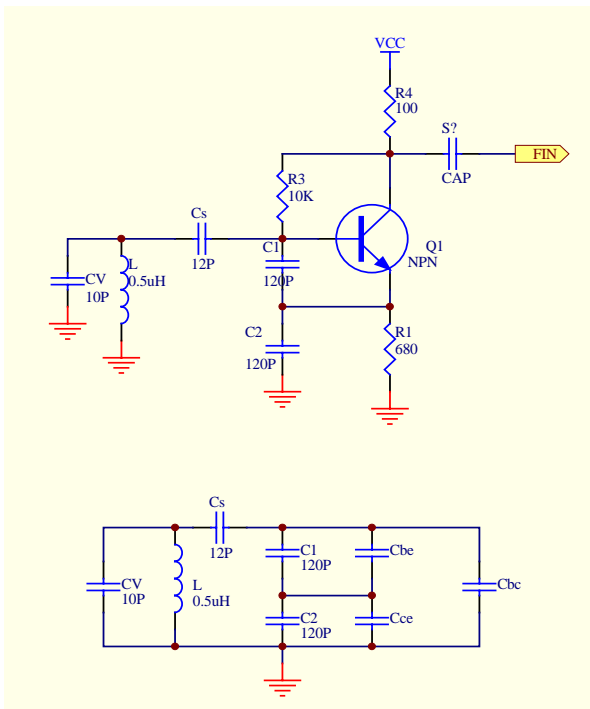 VCC
R4
100
S?
FIN
CAP
R3
10K
Cs
12P
C1
120P
Q1
NPN
L
0.5uH
CV
10P
C2
120P
R1
680
Cs
12P
C1
120P
Cbe
CV
10P
L
0.5uH
Cbc
C2
120P
Cce